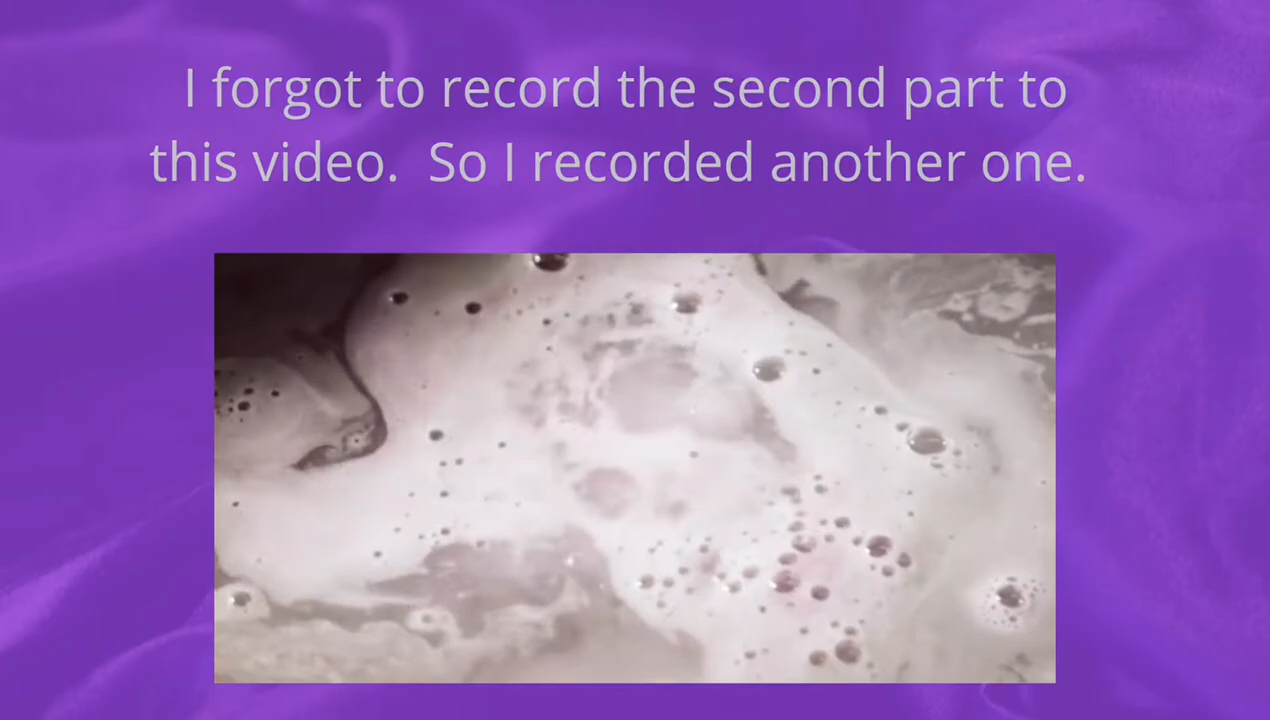 I forgot to record the second part to
this video.  So I recorded another one.